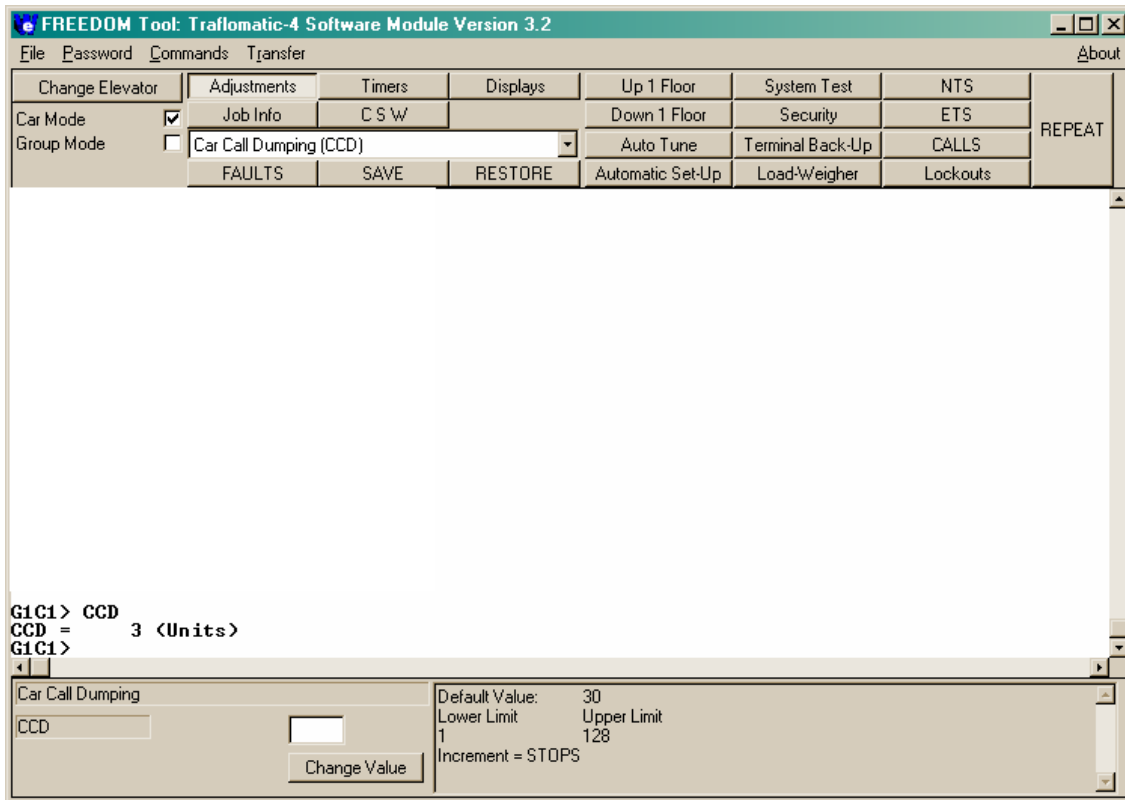 FREEDOM Tool: Traflomatic-4 Software Module Version 3.2
File Password Commands Transfer About
Change Elevator Adjustments Timers Displays Up 1 Floor System Test NTS
Car Mode Job Info C S W Down 1 Floor Security ETS
REPEAT
Group Mode Car Call Dumping (CCD) Auto Tune Terminal Back-Up CALLS
FAULTS SAVE RESTORE Automatic Set-Up Load-Weigher Lockouts
G1C1> CCD
CCD = 3 (Units)
G1C1>
Car Call Dumping
CCD
Change Value
Default Value: 30
Lower Limit Upper Limit
1 128
Increment = STOPS